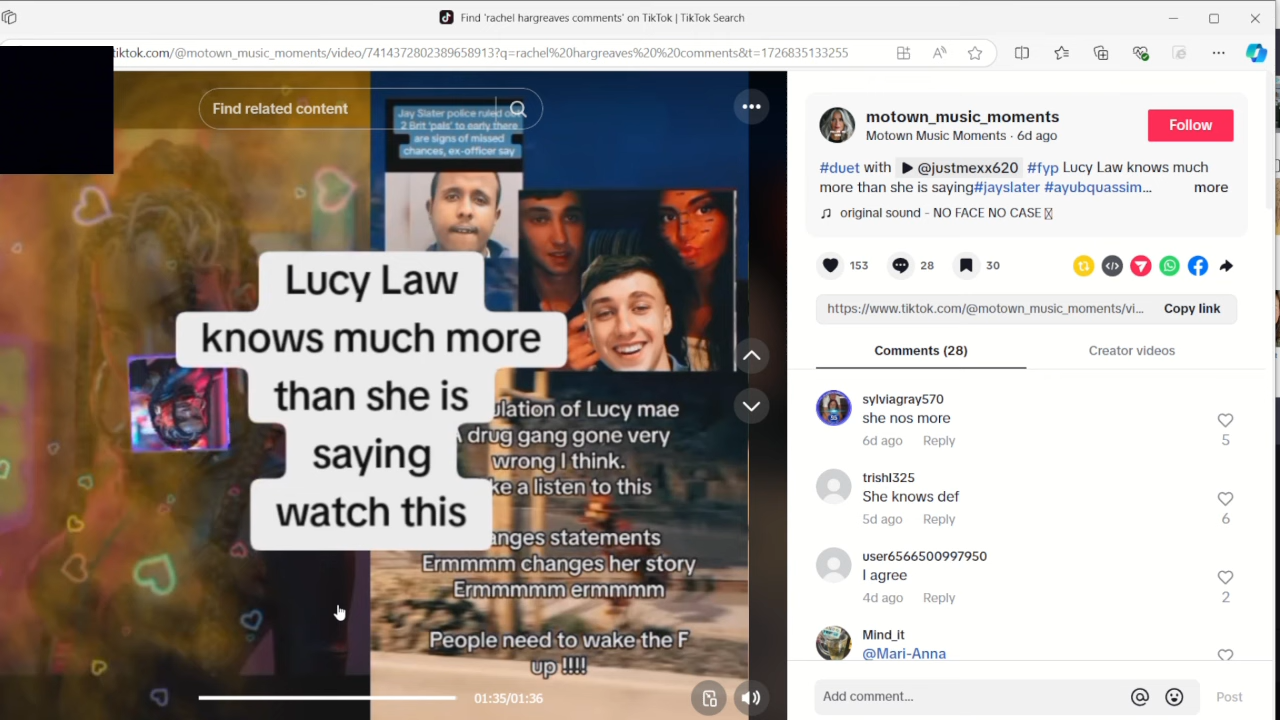 Find 'rachel hargreaves comments' on TikTok | TikTok Search
tiktok.com/@motown_music_moments/video/7414372802389658913?q=rachel%20hargreaves%20%20comments&t=1726835133255
Find related content
Jay Slater police ruled out
2 Brit 'pals' to early there
are signs of missed
chances, ex-officer say
Lucy Law
knows much more
than she is
saying
watch this
of Lucy mae
drug gang gone very
wrong I think.
a listen to this
statements
Ermmmm changes her story
Ermmmmm ermmmm
People need to wake the F
up !!!!
01:35/01:36
motown_music_moments
Motown Music Moments · 6d ago
Follow
#duet with @justmexx620 #fyp Lucy Law knows much
more than she is saying#jayslater #ayubquassim... more
original sound - NO FACE NO CASE
153
28
30
https://www.tiktok.com/@motown_music_moments/vi...
Copy link
Comments (28)
Creator videos
sylviagray570
she nos more
6d ago Reply
5
trishl325
She knows def
5d ago Reply
6
user6566500997950
I agree
4d ago Reply
2
Mind_it
@Mari-Anna
Add comment...
Post